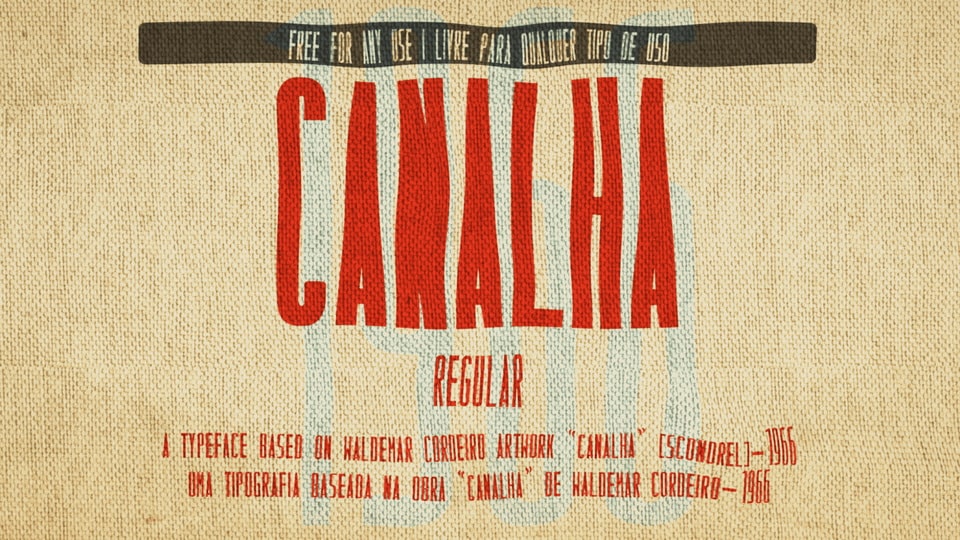 FREE FOR ANY USE | LIVRE PARA QUALQUER TIPO DE USO
CANALHA
REGULAR
A TYPEFACE BASED ON WALDEMAR CORDEIRO ARTWORK "CANALHA" [SCONDREL]-1966
UMA TIPOGRAFIA BASEADA NA OBRA "CANALHA" DE WALDEMAR CORDEIRO-1966